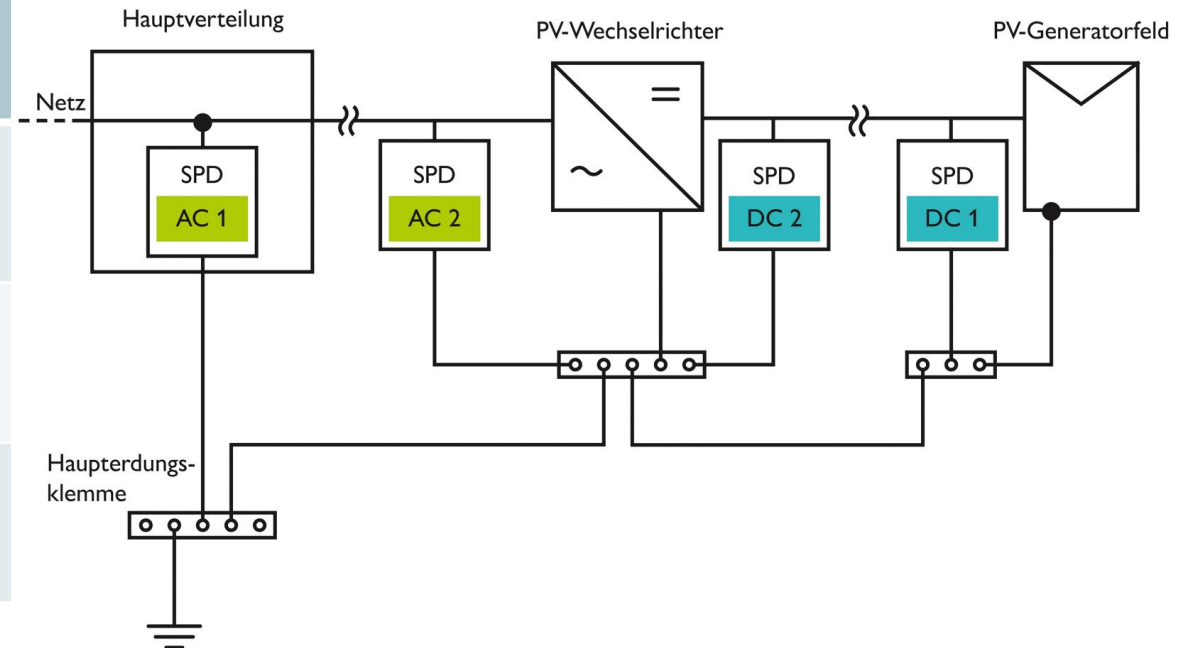 Hauptverteilung
PV-Wechselrichter
PV-Generatorfeld
Netz
SPD
AC 1
SPD
AC 2
SPD
DC 2
SPD
DC 1
Haupterdungs-
klemme